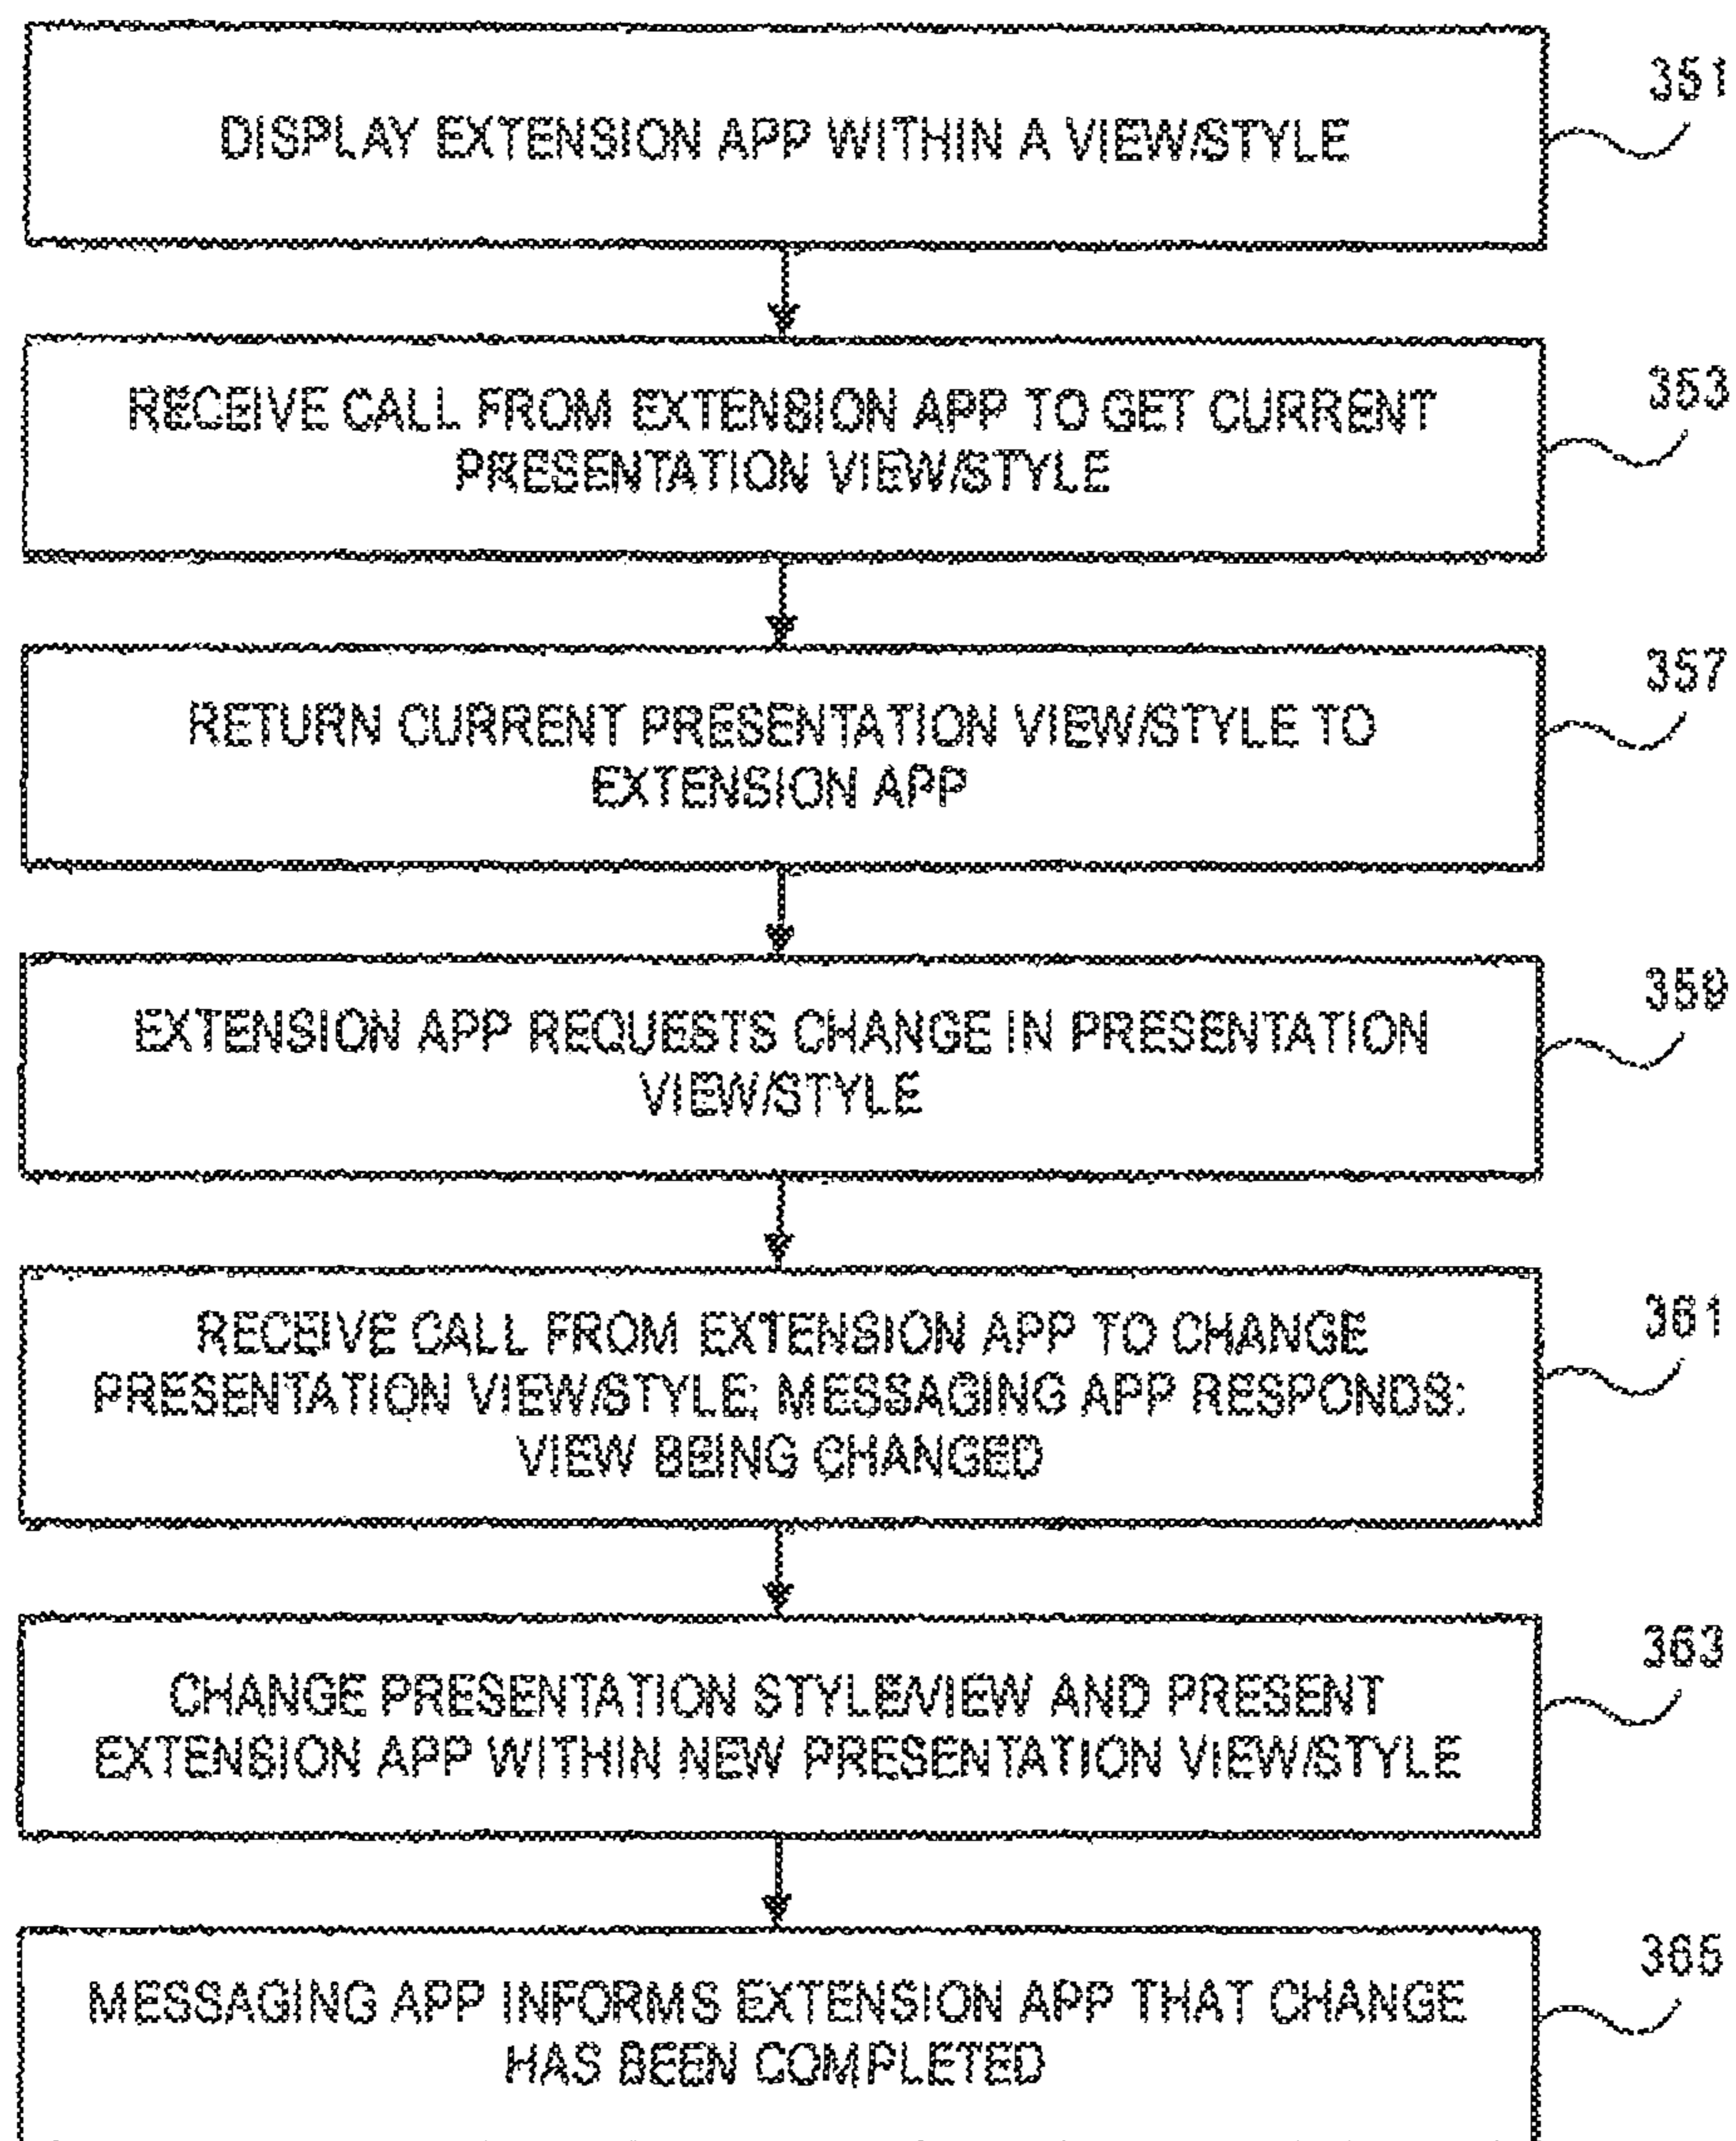 DISPLAY EXTENSION APP WITHIN A VIEW/STYLE
351
RECEIVE CALL FROM EXTENSION APP TO GET CURRENT
PRESENTATION VIEW/STYLE
353
RETURN CURRENT PRESENTATION VIEW/STYLE TO
EXTENSION APP
357
EXTENSION APP REQUESTS CHANGE IN PRESENTATION
VIEW/STYLE
359
RECEIVE CALL FROM EXTENSION APP TO CHANGE
PRESENTATION VIEW/STYLE; MESSAGING APP RESPONDS:
VIEW BEING CHANGED
361
CHANGE PRESENTATION STYLE/VIEW AND PRESENT
EXTENSION APP WITHIN NEW PRESENTATION VIEW/STYLE
363
MESSAGING APP INFORMS EXTENSION APP THAT CHANGE
HAS BEEN COMPLETED
365